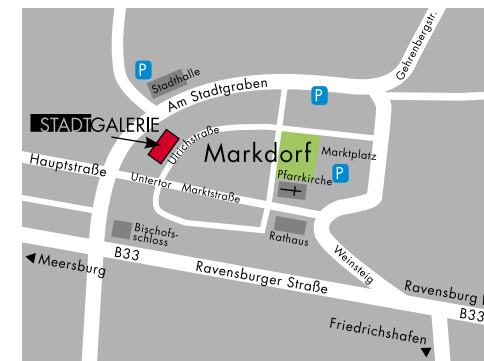 Gehrenbergstr.
P
Stadthalle
Am Stadtgraben
P
STADTGALERIE
Ulrichstraße
Markdorf
Marktplatz
Hauptstraße
Untertor
Marktstraße
Pfarrkirche
P
Bischofs-
schloss
Rathaus
Weinsteig
B33
Meersburg
Ravensburger Straße
Ravensburg
B33
Friedrichshafen